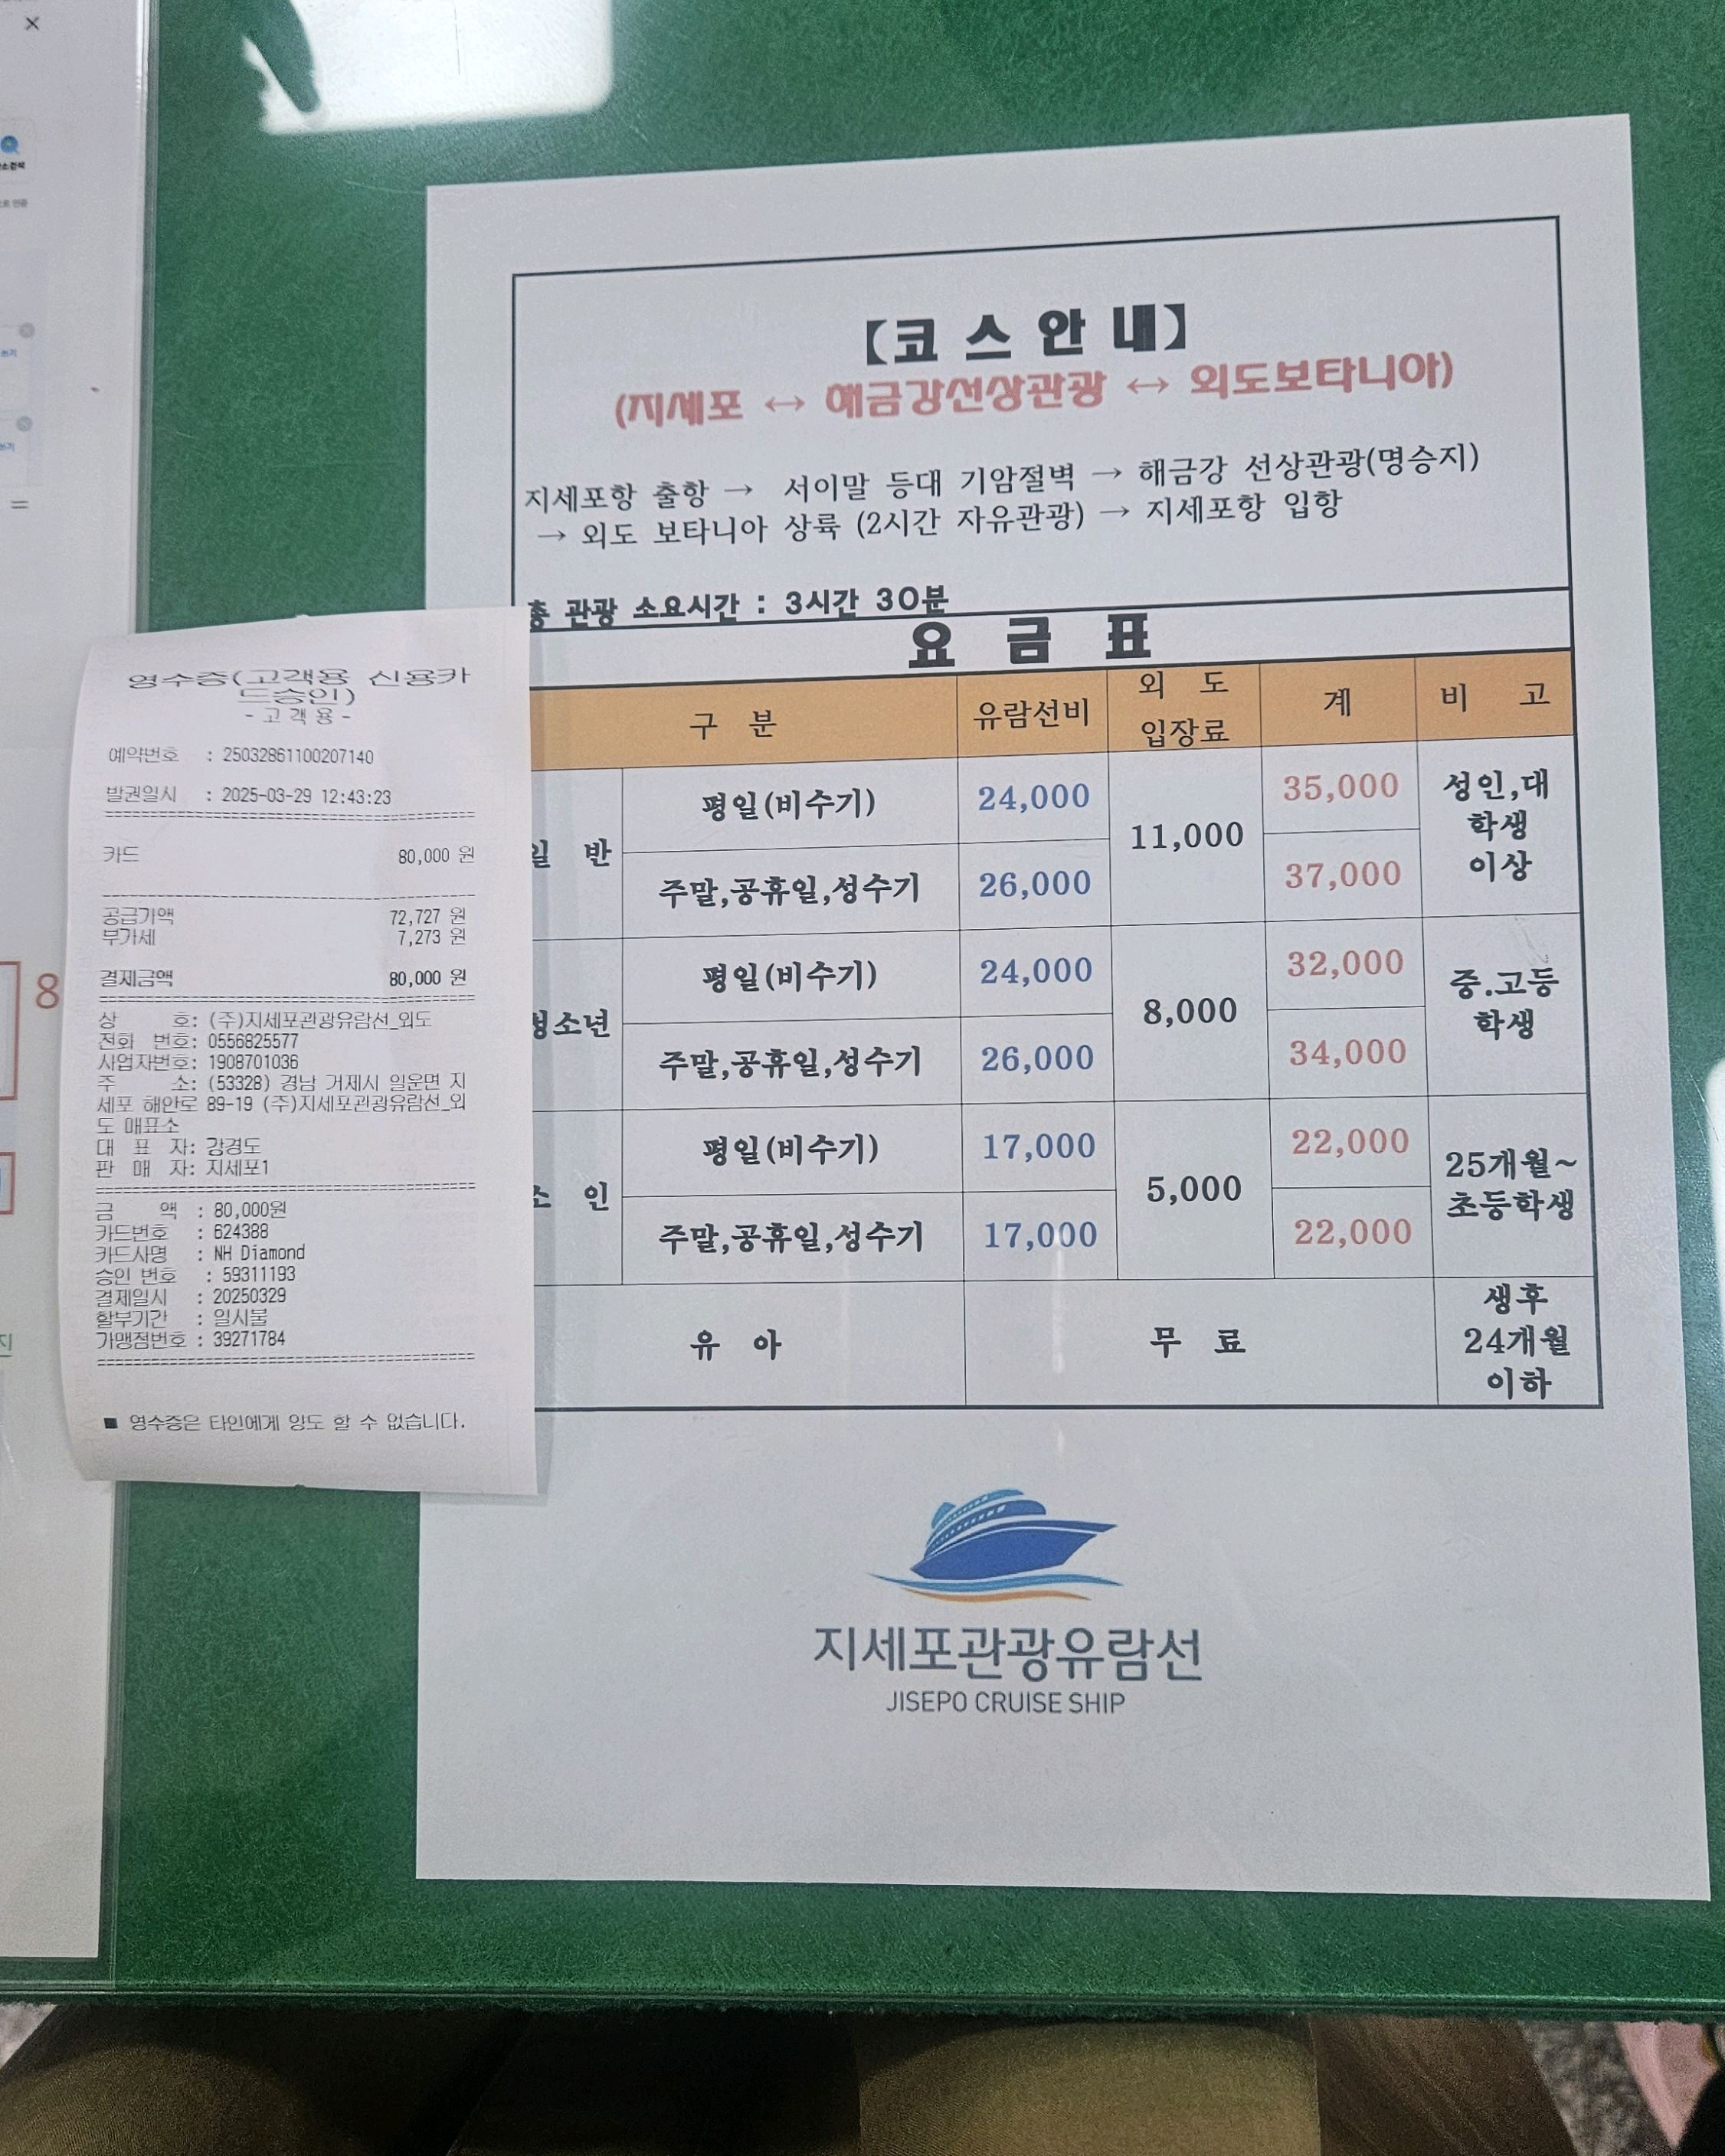 영수증(고객용 신용카
드승인)
- 고 객 용 -
예약번호 : 25032861100207140
발권일시 : 2025-03-29 12:43:23
카드 80,000 원
공급가액 72,727 원
부가세 7,273 원
결제금액 80,000 원
상 호: (주)지세포관광유람선_외도
전화 번호: 0556825577
사업자번호: 1908701036
주 소: (53328) 경남 거제시 일운면 지
세포 해안로 89-19 (주)지세포관광유람선_외
도 매표소
대 표 자: 강경도
판 매 자: 지세포1
금 액 : 80,000원
카드번호 : 624388
카드사명 : NH Diamond
승인 번호 : 59311193
결제일시 : 20250329
할부기간 : 일시불
가맹점번호 : 39271784
■ 영수증은 타인에게 양도 할 수 없습니다.
【코 스 안 내】
(지세포 ↔ 해금강선상관광 ↔ 외도보타니아)
지세포항 출항 → 서이말 등대 기암절벽 → 해금강 선상관광(명승지)
→ 외도 보타니아 상륙 (2시간 자유관광) → 지세포항 입항
총 관광 소요시간 : 3시간 30분
요 금 표
구 분 유람선비 외 도 입장료 계 비 고
일 반 평일(비수기) 24,000 11,000 35,000 성인,대학생 이상
주말,공휴일,성수기 26,000 37,000
청소년 평일(비수기) 24,000 8,000 32,000 중.고등학생
주말,공휴일,성수기 26,000 34,000
소 인 평일(비수기) 17,000 5,000 22,000 25개월~초등학생
주말,공휴일,성수기 17,000 22,000
유 아 무 료 생후 24개월 이하
지세포관광유람선
JISEPO CRUISE SHIP
8